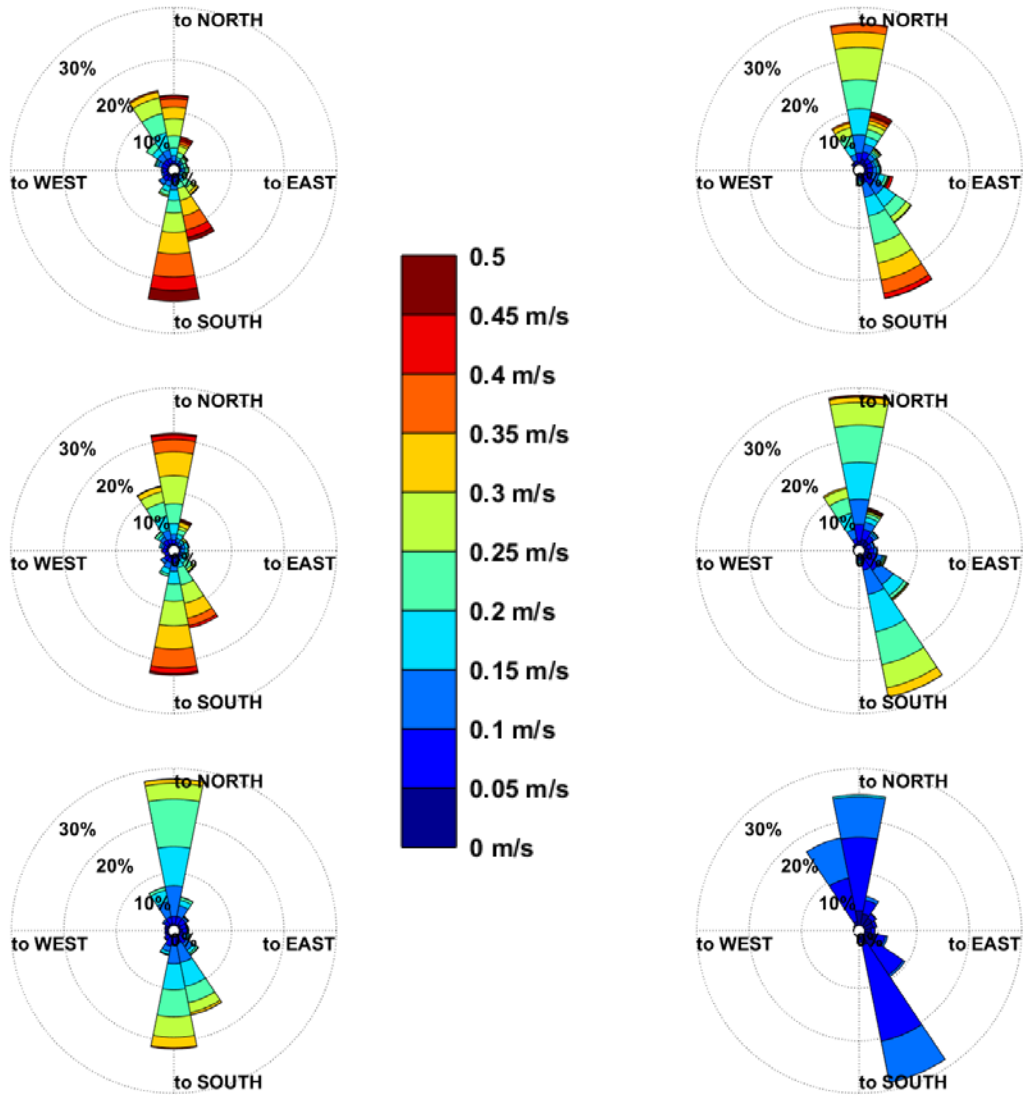 to NORTH
30%
20%
10%
to WEST
to EAST
to SOUTH
to NORTH
30%
20%
10%
to WEST
to EAST
to SOUTH
0.5
0.45 m/s
0.4 m/s
0.35 m/s
0.3 m/s
0.25 m/s
0.2 m/s
0.15 m/s
0.1 m/s
0.05 m/s
0 m/s
to NORTH
30%
20%
10%
to WEST
to EAST
to SOUTH
to NORTH
30%
20%
10%
to WEST
to EAST
to SOUTH
to NORTH
30%
20%
10%
to WEST
to EAST
to SOUTH
to NORTH
30%
20%
10%
to WEST
to EAST
to SOUTH